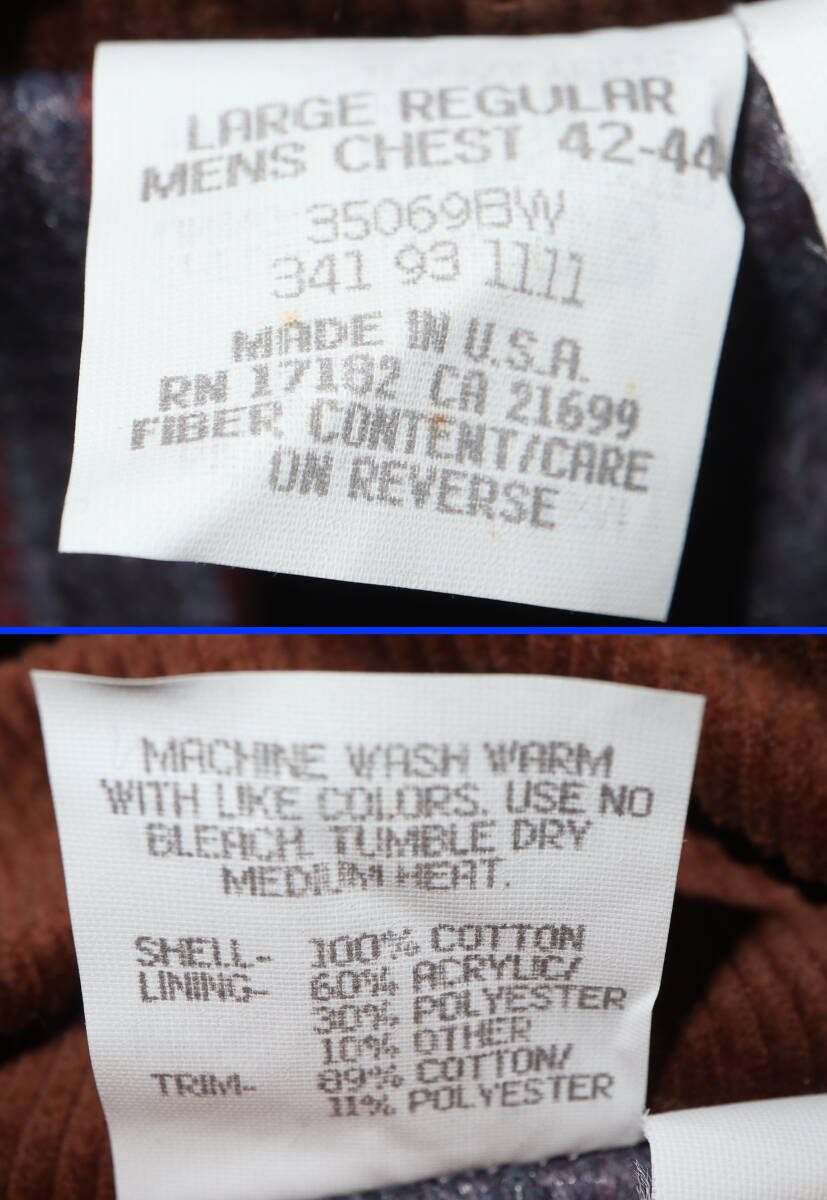 LARGE REGULAR
MENS CHEST 42-44
35069BW
341 93 1111
MADE IN U.S.A.
RN 17182 CA 21699
FIBER CONTENT/CARE
ON REVERSE
MACHINE WASH WARM
WITH LIKE COLORS. USE NO
BLEACH. TUMBLE DRY
MEDIUM HEAT.
SHELL- 100% COTTON
LINING- 60% ACRYLIC/
30% POLYESTER
10% OTHER
TRIM- 89% COTTON/
11% POLYESTER